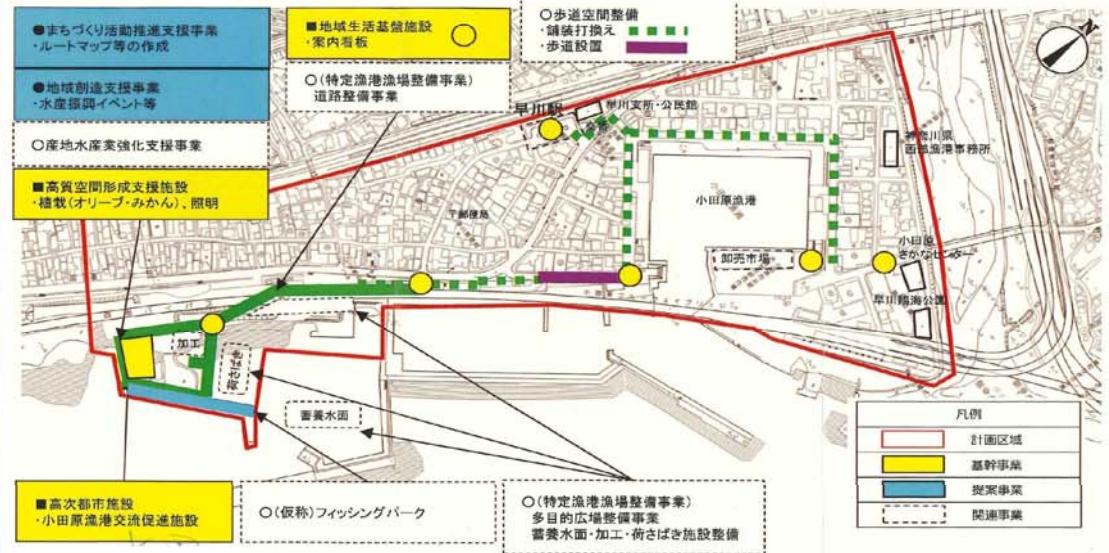 ●まちづくり活動推進支援事業
・ルートマップ等の作成
●地域創造支援事業
・水産振興イベント等
○産地水産業強化支援事業
■高質空間形成支援施設
・植栽(オリーブ・みかん)、照明
■地域生活基盤施設
・案内看板
○(特定漁港漁場整備事業)
道路整備事業
○歩道空間整備
・舗装打換え
・歩道設置
N
早川駅
早川支所・公民館
神奈川県
西部漁港事務所
小田原漁港
〒郵便局
卸売市場
小田原
さかなセンター
早川臨海公園
加工
荷さばき
蓄養水面
凡例
計画区域
基幹事業
提案事業
関連事業
■高次都市施設
・小田原漁港交流促進施設
○(仮称)フィッシングパーク
○(特定漁港漁場整備事業)
多目的広場整備事業
蓄養水面・加工・荷さばき施設整備